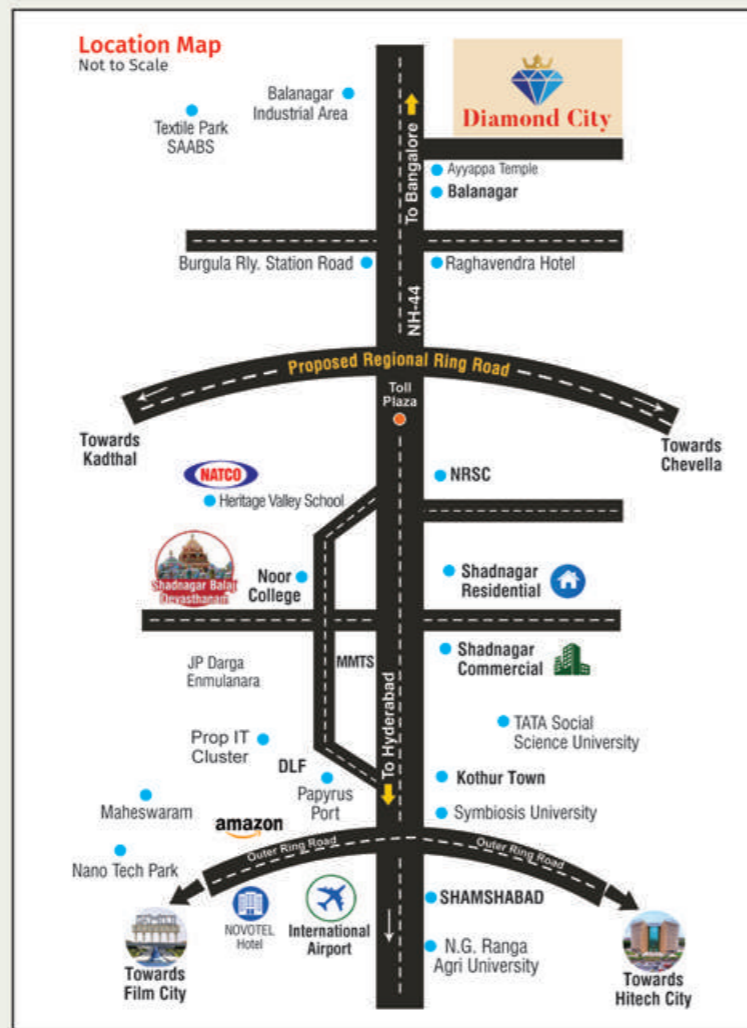 Location Map
Not to Scale
Balanagar
Industrial Area
Textile Park
SAABS
To Bangalore
Diamond City
Ayyappa Temple
Balanagar
Burgula Rly. Station Road
Raghavendra Hotel
NH-44
Proposed Regional Ring Road
Toll
Plaza
Towards
Kadthal
Towards
Chevella
NATCO
Heritage Valley School
NRSC
Shadnagar Balaji
Devasthanam
Noor
College
Shadnagar
Residential
MMTS
JP Darga
Enmulanara
Shadnagar
Commercial
TATA Social
Science University
Prop IT
Cluster
DLF
To Hyderabad
Papyrus
Port
Kothur Town
Maheswaram
amazon
Symbiosis University
Outer Ring Road
Outer Ring Road
Nano Tech Park
NOVOTEL
Hotel
International
Airport
SHAMSHABAD
N.G. Ranga
Agri University
Towards
Film City
Towards
Hitech City